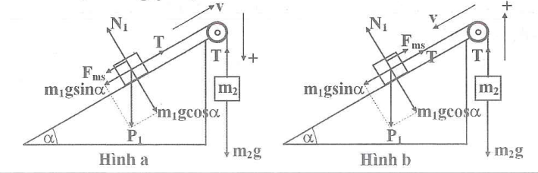 N₁
v
T
F_ms
T
+
m₁gsinα
m₂
m₁gcosα
α
P₁
m₂g
Hình a
N₁
v
F_ms
T
T
+
m₁gsinα
m₂
m₁gcosα
α
P₁
m₂g
Hình b